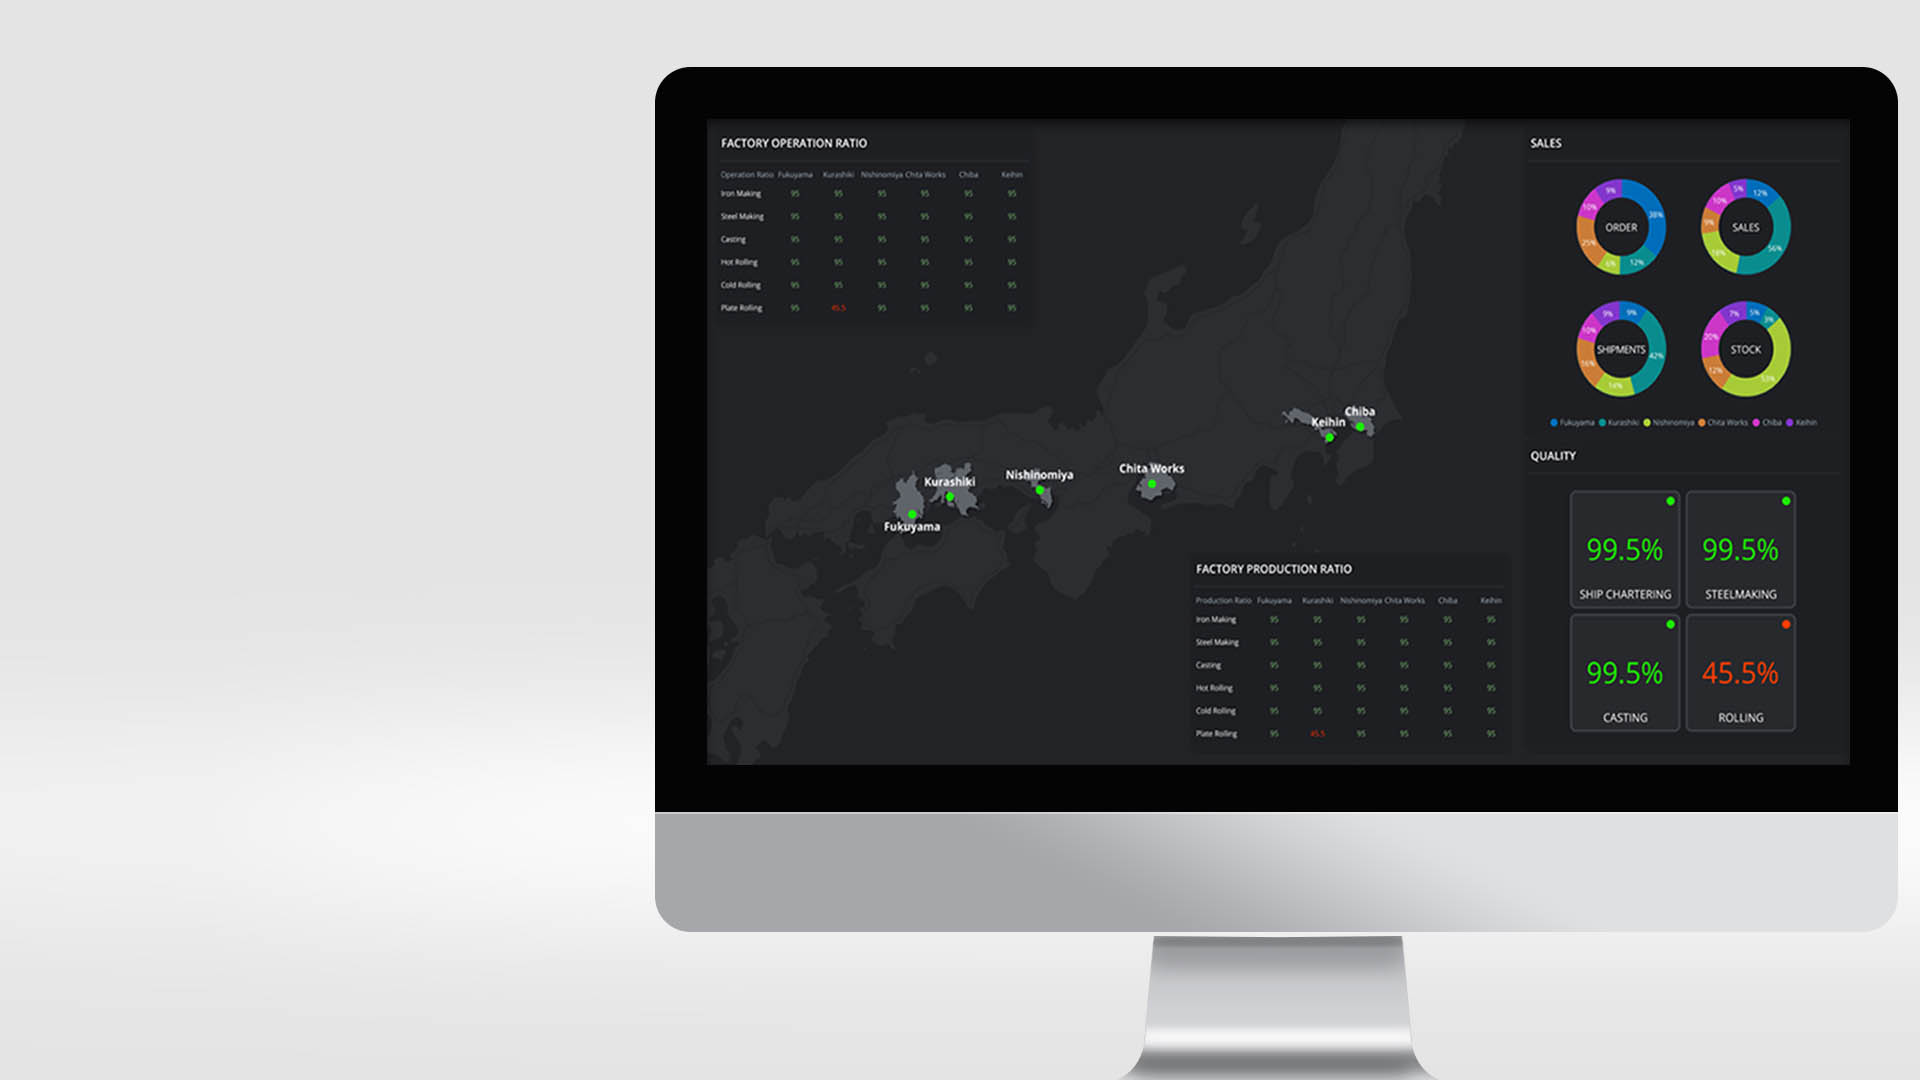 FACTORY OPERATION RATIO
Operation Ratio Fukuyama Kurashiki Nishinomiya Chita Works Chiba Keihin
Iron Making 95 95 95 95 95 95
Steel Making 95 95 95 95 95 95
Casting 95 95 95 95 95 95
Hot Rolling 95 95 95 95 95 95
Cold Rolling 95 95 95 95 95 95
Plate Rolling 95 45.5 95 95 95 95
Chiba
Keihin
Chita Works
Nishinomiya
Kurashiki
Fukuyama
FACTORY PRODUCTION RATIO
Production Ratio Fukuyama Kurashiki Nishinomiya Chita Works Chiba Keihin
Iron Making 95 95 95 95 95 95
Steel Making 95 95 95 95 95 95
Casting 95 95 95 95 95 95
Hot Rolling 95 95 95 95 95 95
Cold Rolling 95 95 95 95 95 95
Plate Rolling 95 45.5 95 95 95 95
SALES
9%
10%
38%
ORDER
25%
6%
12%
5%
12%
10%
9%
SALES
56%
9%
9%
10%
SHIPMENTS
42%
16%
14%
7%
5%
3%
20%
STOCK
12%
53%
Fukuyama Kurashiki Nishinomiya Chita Works Chiba Keihin
QUALITY
99.5%
SHIP CHARTERING
99.5%
STEELMAKING
99.5%
CASTING
45.5%
ROLLING